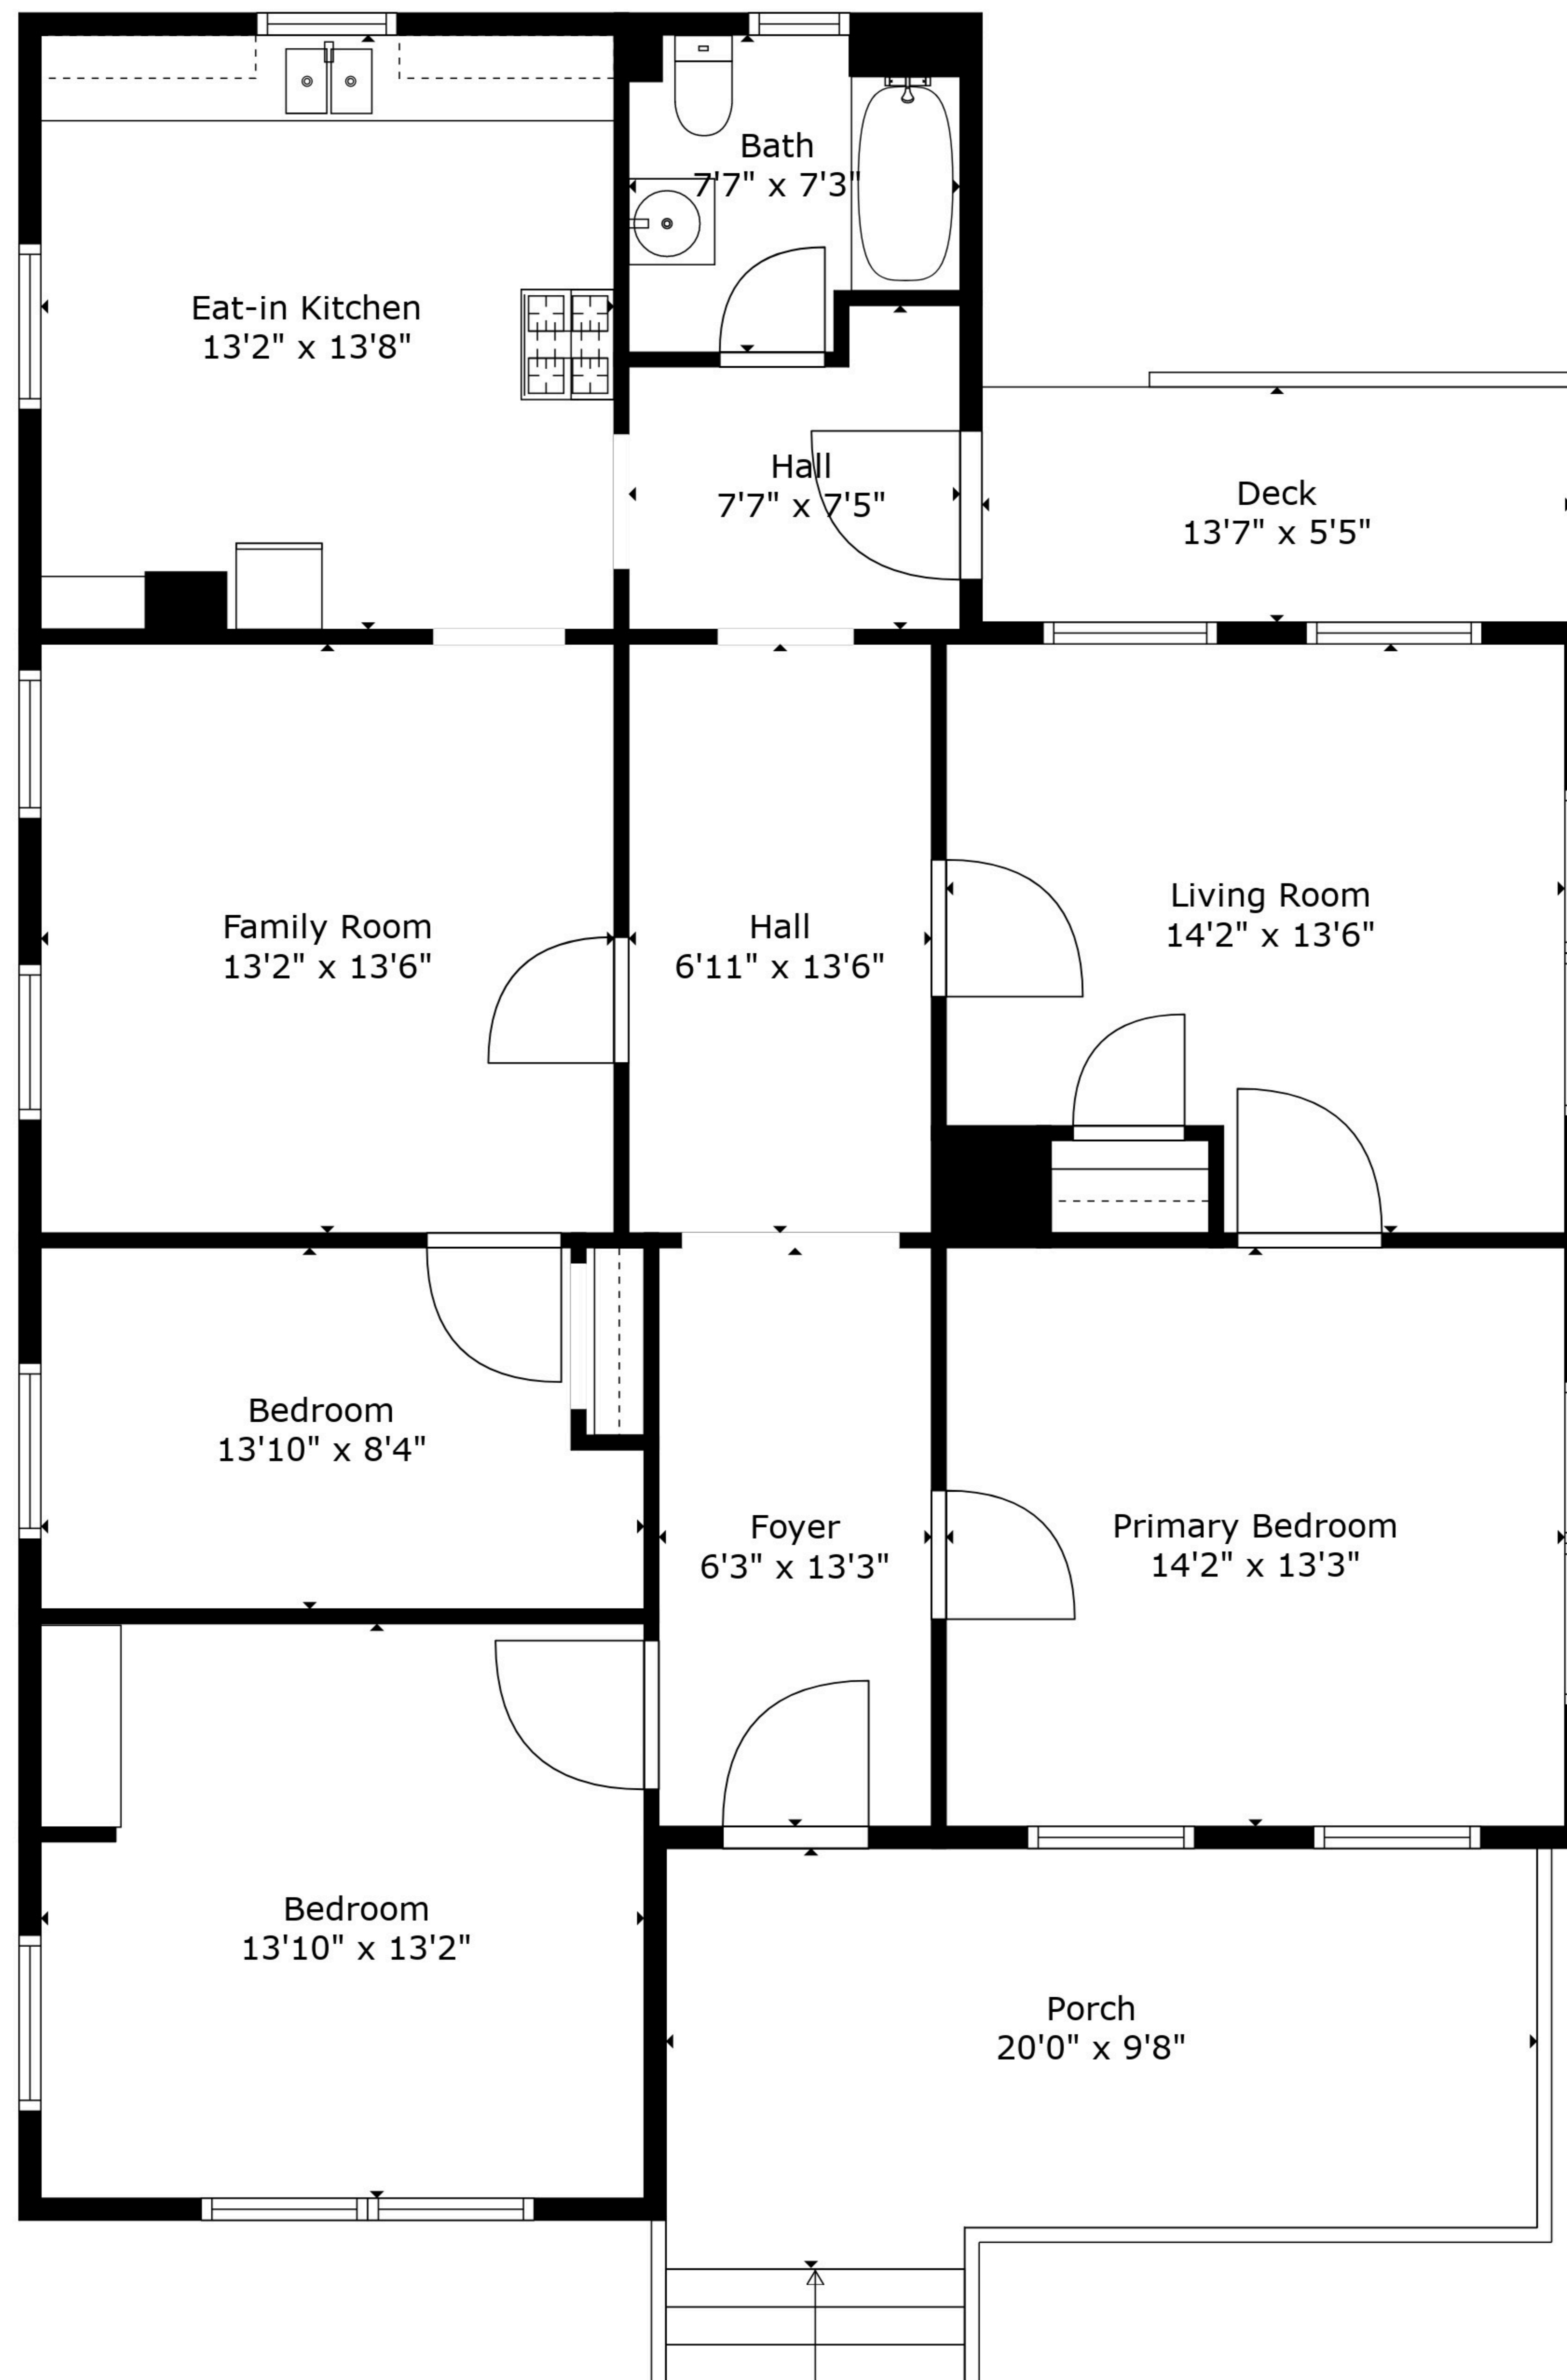 Bath
7'7" x 7'3"
Eat-in Kitchen
13'2" x 13'8"
Hall
7'7" x 7'5"
Deck
13'7" x 5'5"
Family Room
13'2" x 13'6"
Hall
6'11" x 13'6"
Living Room
14'2" x 13'6"
Bedroom
13'10" x 8'4"
Foyer
6'3" x 13'3"
Primary Bedroom
14'2" x 13'3"
Bedroom
13'10" x 13'2"
Porch
20'0" x 9'8"